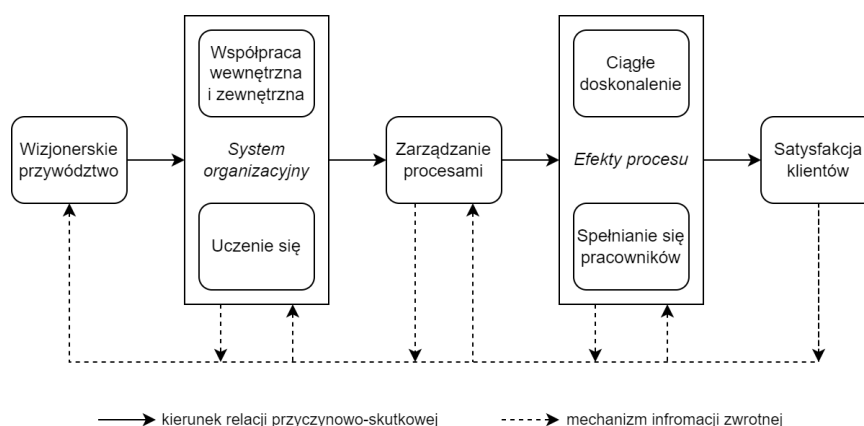 Współpraca
wewnętrzna
i zewnętrzna
Ciągłe
doskonalenie
Wizjonerskie
przywództwo
System
organizacyjny
Zarządzanie
procesami
Efekty procesu
Satysfakcja
klientów
Uczenie się
Spełnianie się
pracowników
kierunek relacji przyczynowo-skutkowej
mechanizm infromacji zwrotnej